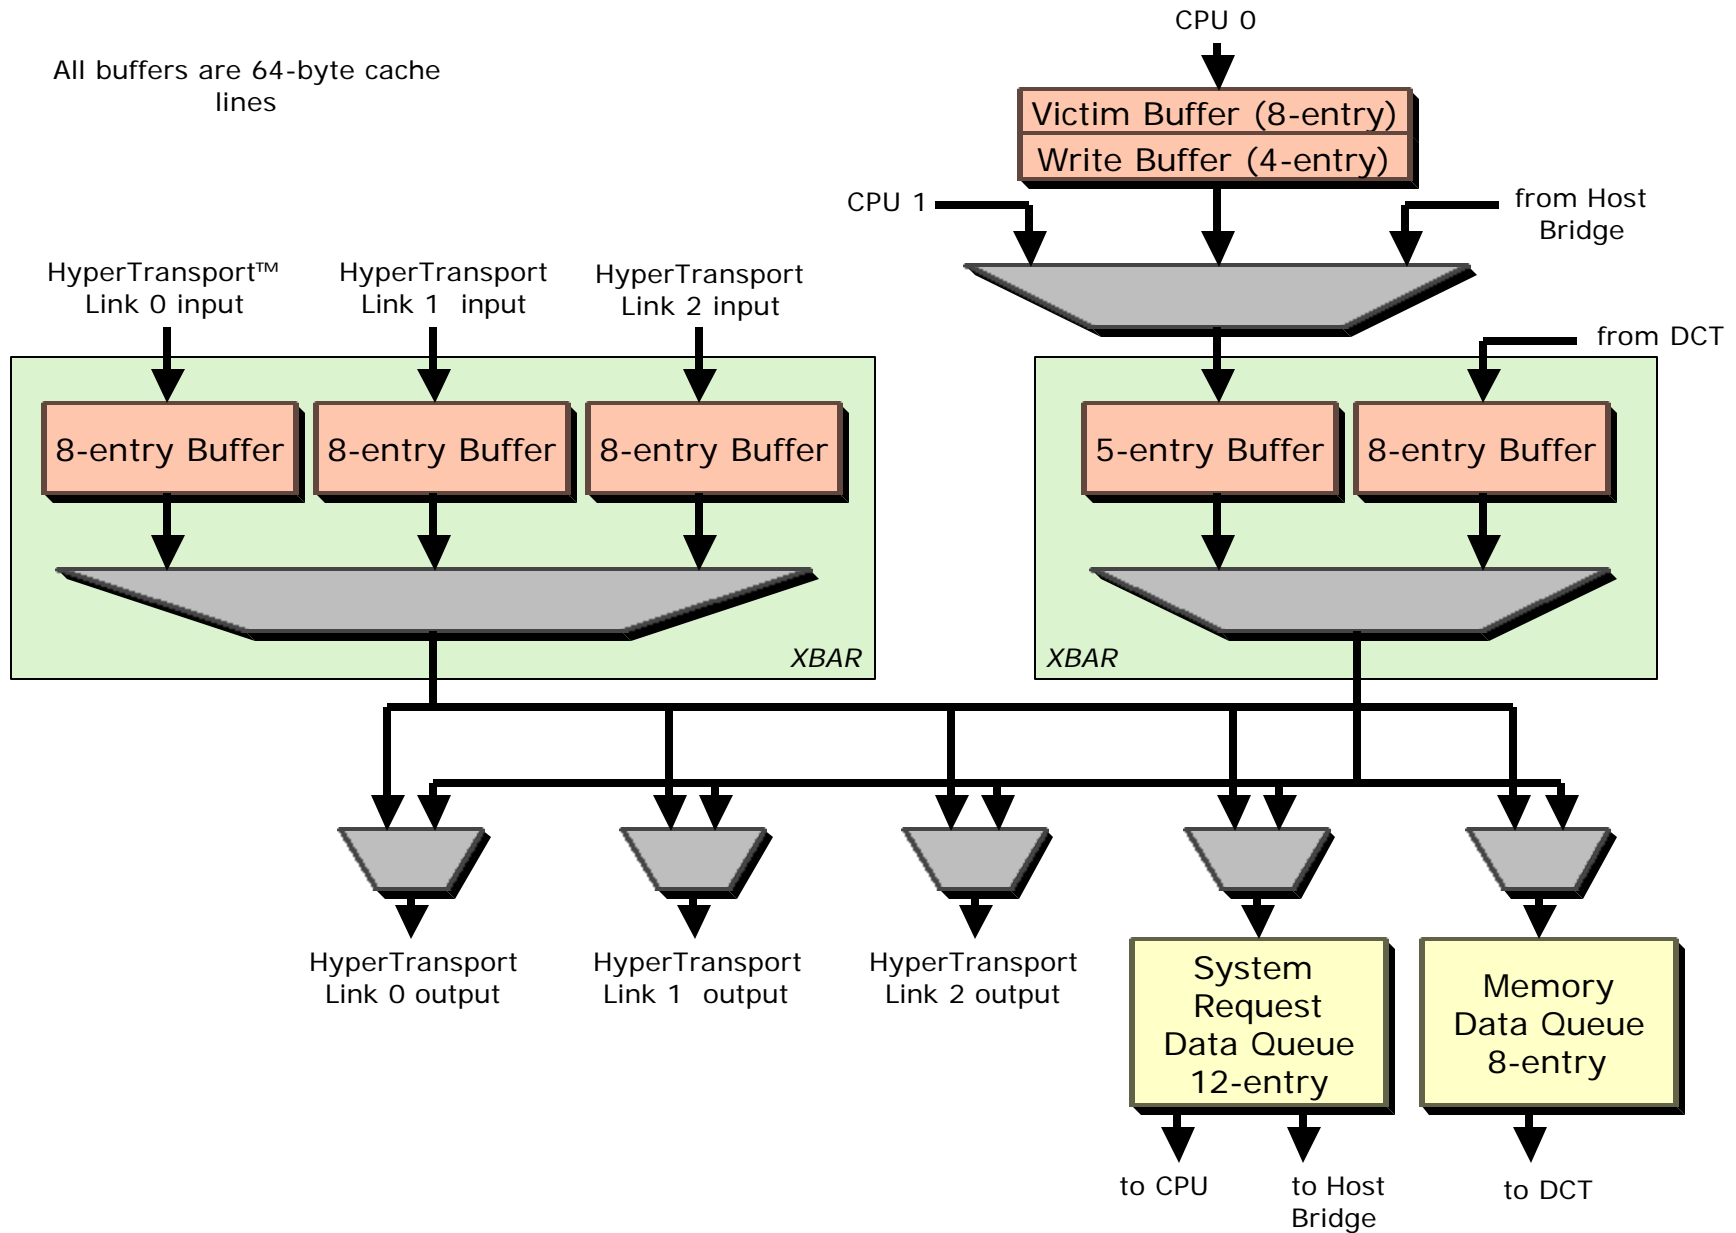 CPU 0
All buffers are 64-byte cache
lines
Victim Buffer (8-entry)
Write Buffer (4-entry)
CPU 1
from Host
Bridge
HyperTransport™
Link 0 input
HyperTransport
Link 1 input
HyperTransport
Link 2 input
from DCT
8-entry Buffer
8-entry Buffer
8-entry Buffer
5-entry Buffer
8-entry Buffer
XBAR
XBAR
HyperTransport
Link 0 output
HyperTransport
Link 1 output
HyperTransport
Link 2 output
System
Request
Data Queue
12-entry
Memory
Data Queue
8-entry
to CPU
to Host
Bridge
to DCT